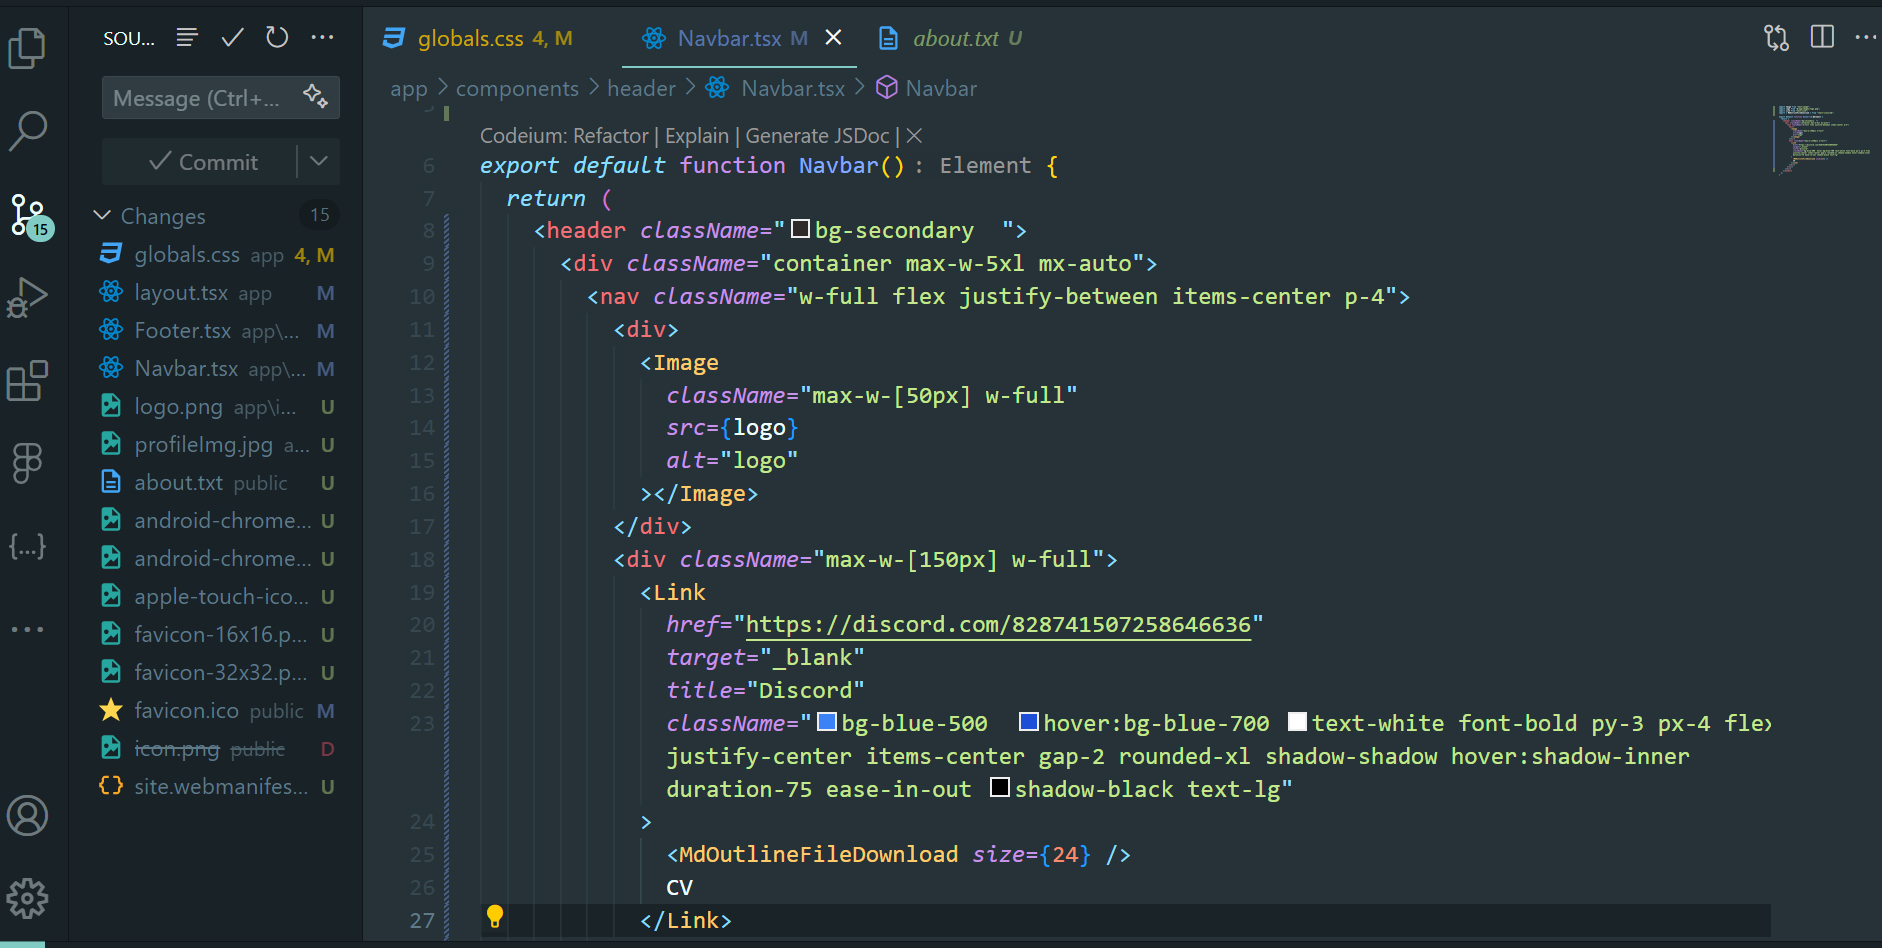 SOU...
globals.css 4, M
Navbar.tsx M
about.txt U
app > components > header > Navbar.tsx > Navbar
Message (Ctrl+...
Commit
Changes 15
15
globals.css app 4, M
layout.tsx app M
Footer.tsx app\... M
Navbar.tsx app\... M
logo.png app\i... U
profileImg.jpg a... U
about.txt public U
android-chrome... U
android-chrome... U
apple-touch-ico... U
favicon-16x16.p... U
favicon-32x32.p... U
favicon.ico public M
icon.png public D
site.webmanifes... U
5
Codeium: Refactor | Explain | Generate JSDoc | ×
6 export default function Navbar(): Element {
7 return (
8 <header className="bg-secondary  ">
9 <div className="container max-w-5xl mx-auto">
10 <nav className="w-full flex justify-between items-center p-4">
11 <div>
12 <Image
13 className="max-w-[50px] w-full"
14 src={logo}
15 alt="logo"
16 ></Image>
17 </div>
18 <div className="max-w-[150px] w-full">
19 <Link
20 href="https://discord.com/828741507258646636"
21 target="_blank"
22 title="Discord"
23 className="bg-blue-500  hover:bg-blue-700 text-white font-bold py-3 px-4 flex
justify-center items-center gap-2 rounded-xl shadow-shadow hover:shadow-inner
duration-75 ease-in-out shadow-black text-lg"
24 >
25 <MdOutlineFileDownload size={24} />
26 CV
27 </Link>